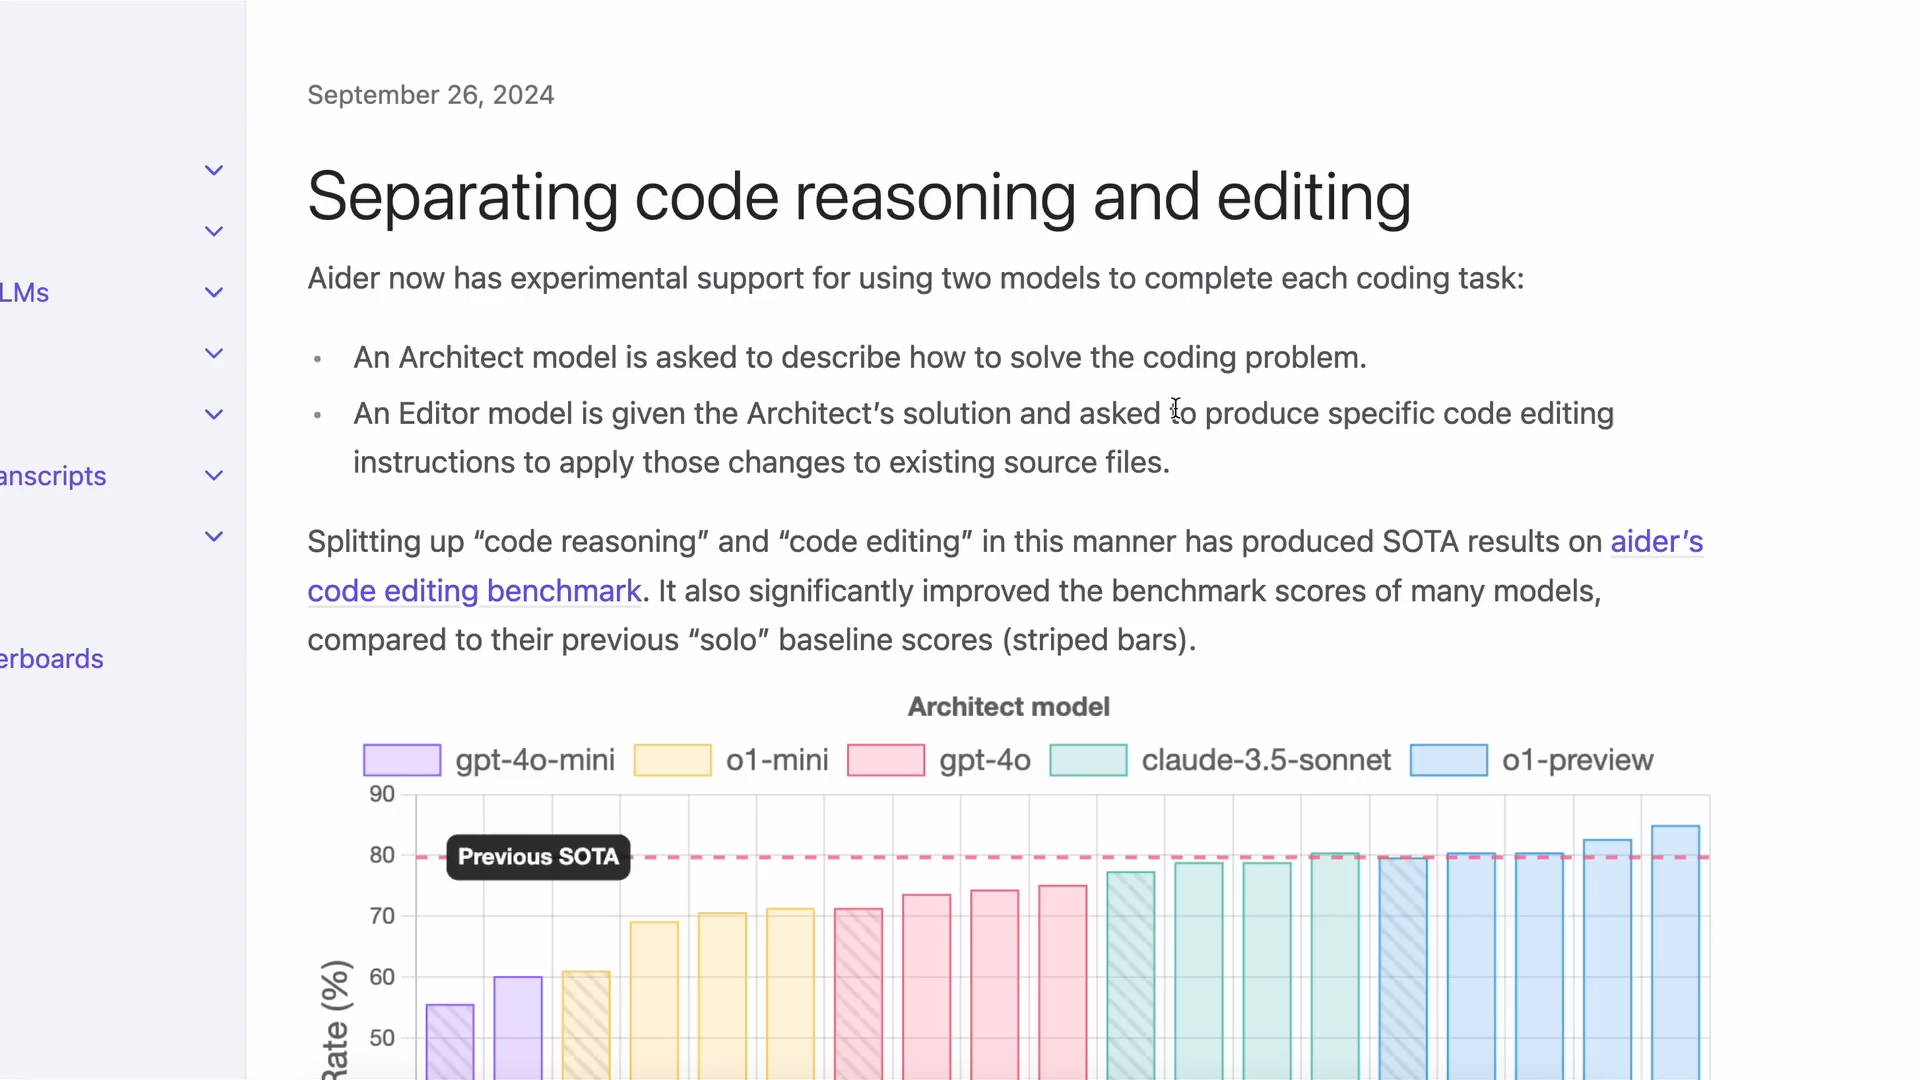 September 26, 2024
Separating code reasoning and editing
Aider now has experimental support for using two models to complete each coding task:
• An Architect model is asked to describe how to solve the coding problem.
• An Editor model is given the Architect’s solution and asked to produce specific code editing
instructions to apply those changes to existing source files.
Splitting up “code reasoning” and “code editing” in this manner has produced SOTA results on aider’s
code editing benchmark. It also significantly improved the benchmark scores of many models,
compared to their previous “solo” baseline scores (striped bars).
LMs
anscripts
erboards
Architect model
gpt-4o-mini o1-mini gpt-4o claude-3.5-sonnet o1-preview
90
Previous SOTA
80
70
60
50
Rate (%)